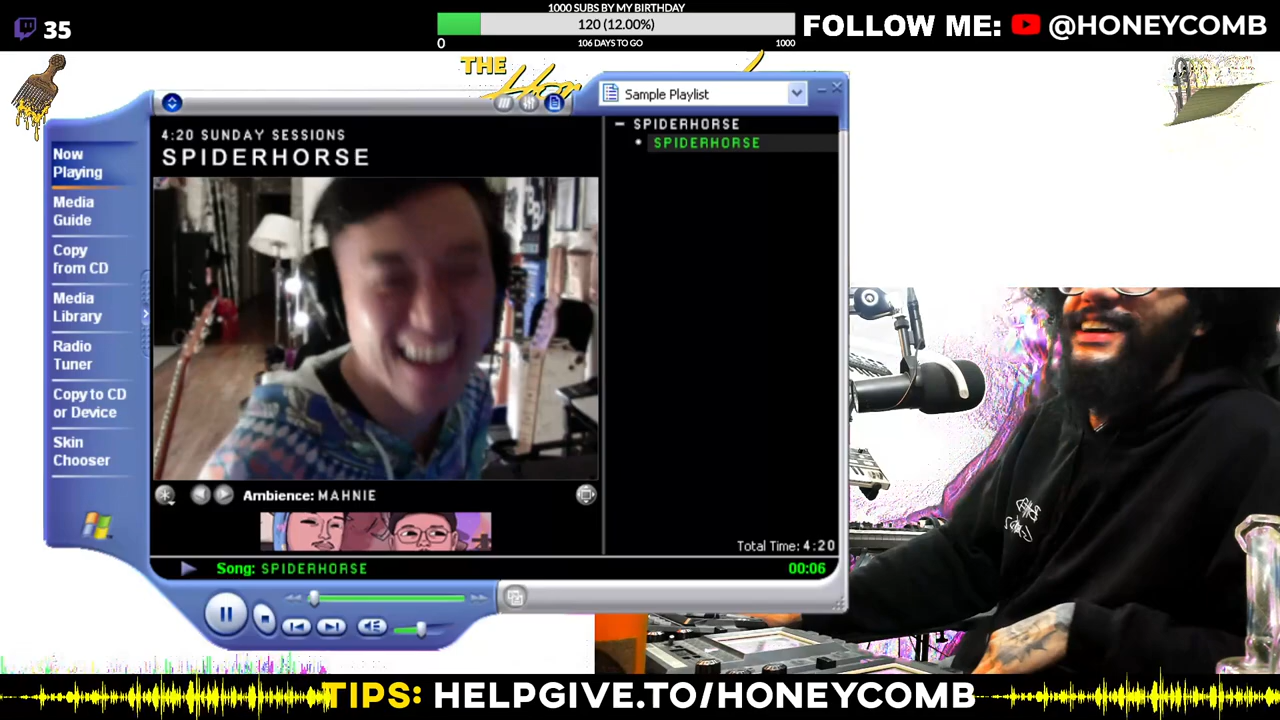 35
1000 SUBS BY MY BIRTHDAY
120 (12.00%)
0
106 DAYS TO GO
1000
FOLLOW ME: @HONEYCOMB
THE
Sample Playlist
4:20 SUNDAY SESSIONS
SPIDERHORSE
SPIDERHORSE
SPIDERHORSE
Now
Playing
Media
Guide
Copy
from CD
Media
Library
Radio
Tuner
Copy to CD
or Device
Skin
Chooser
Ambience: MAHNIE
Total Time: 4:20
Song: SPIDERHORSE
00:06
TIPS: HELPGIVE.TO/HONEYCOMB